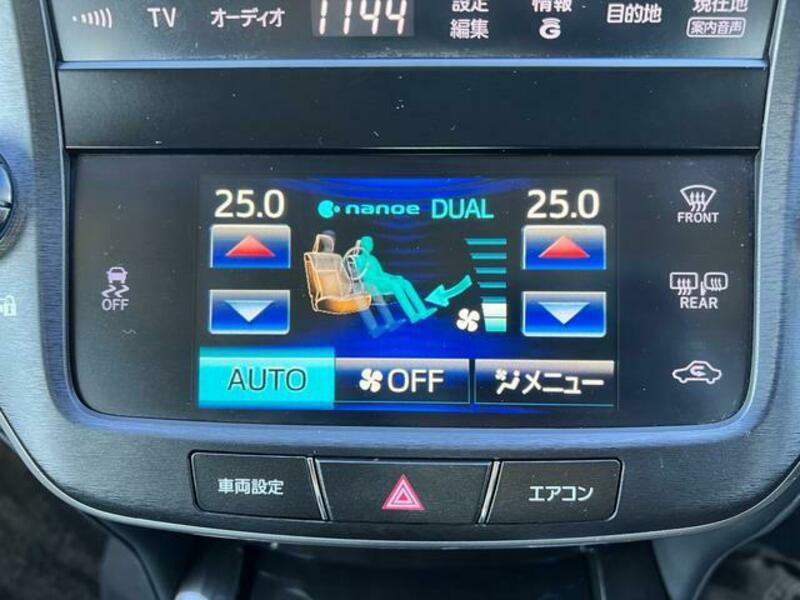 TV
オーディオ
1144
設定
編集
情報
G
目的地
現在地
案内音声
25.0
nanoe DUAL
25.0
FRONT
OFF
REAR
AUTO
OFF
メニュー
車両設定
エアコン